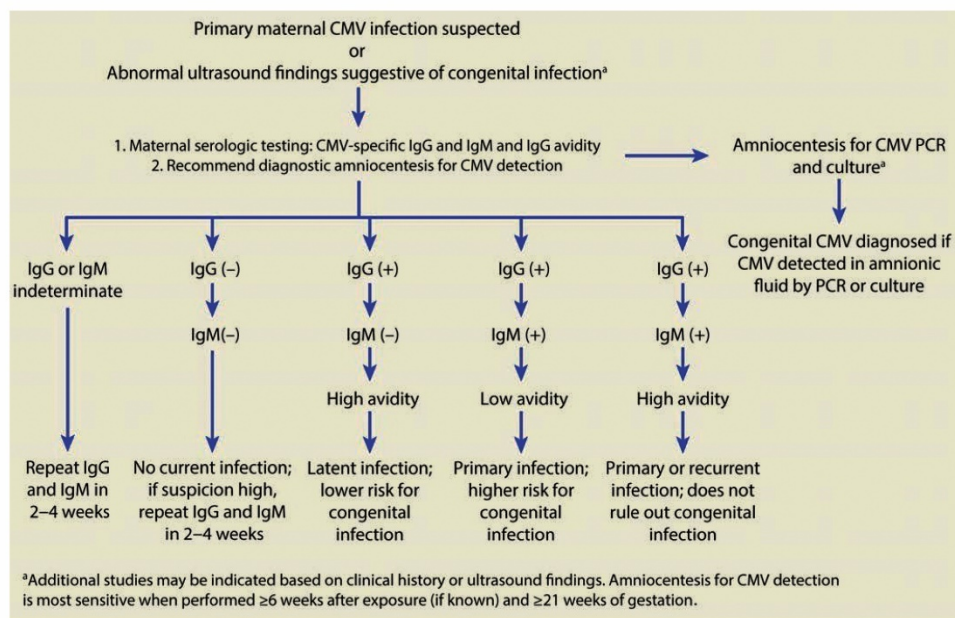 Primary maternal CMV infection suspected
or
Abnormal ultrasound findings suggestive of congenital infectionᵃ
1. Maternal serologic testing: CMV-specific IgG and IgM and IgG avidity
2. Recommend diagnostic amniocentesis for CMV detection
Amniocentesis for CMV PCR
and cultureᵃ
Congenital CMV diagnosed if
CMV detected in amnionic
fluid by PCR or culture
IgG or IgM
indeterminate
Repeat IgG
and IgM in
2–4 weeks
IgG (–)
IgM(–)
No current infection;
if suspicion high,
repeat IgG and IgM
in 2–4 weeks
IgG (+)
IgM (–)
High avidity
Latent infection;
lower risk for
congenital
infection
IgG (+)
IgM (+)
Low avidity
Primary infection;
higher risk for
congenital
infection
IgG (+)
IgM (+)
High avidity
Primary or recurrent
infection; does not
rule out congenital
infection
ᵃAdditional studies may be indicated based on clinical history or ultrasound findings. Amniocentesis for CMV detection
is most sensitive when performed ≥6 weeks after exposure (if known) and ≥21 weeks of gestation.